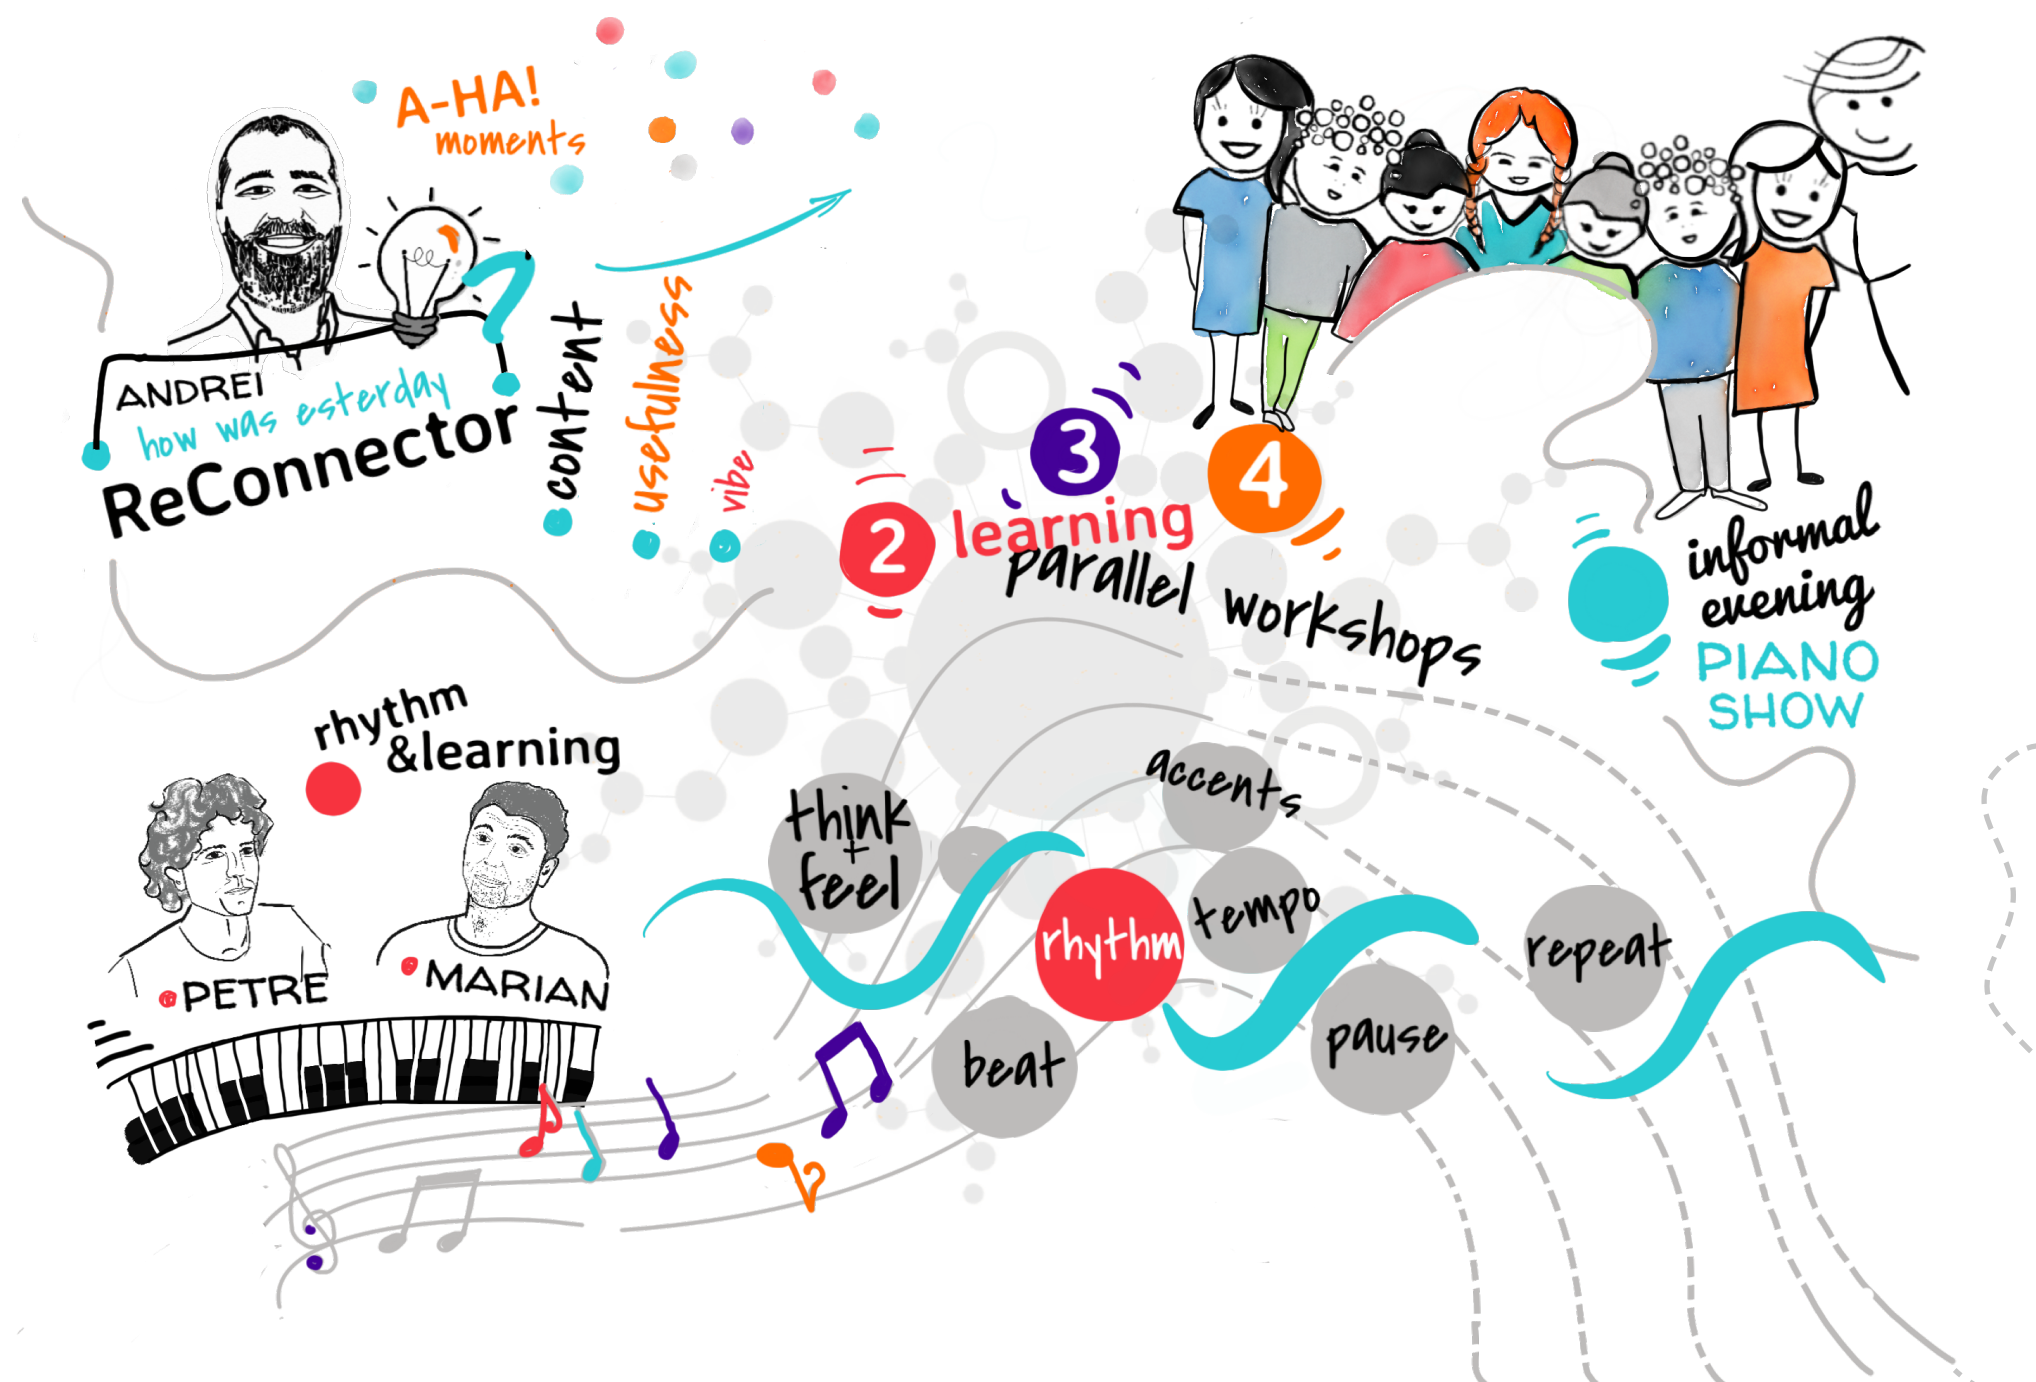 A-HA!
moments
?
ANDREI
how was esterday
ReConnector
content
usefulness
vibe
2
3
4
learning
parallel workshops
informal
evening
PIANO
SHOW
rhythm
&learning
PETRE
MARIAN
think
+
feel
accents
rhythm
tempo
repeat
beat
pause